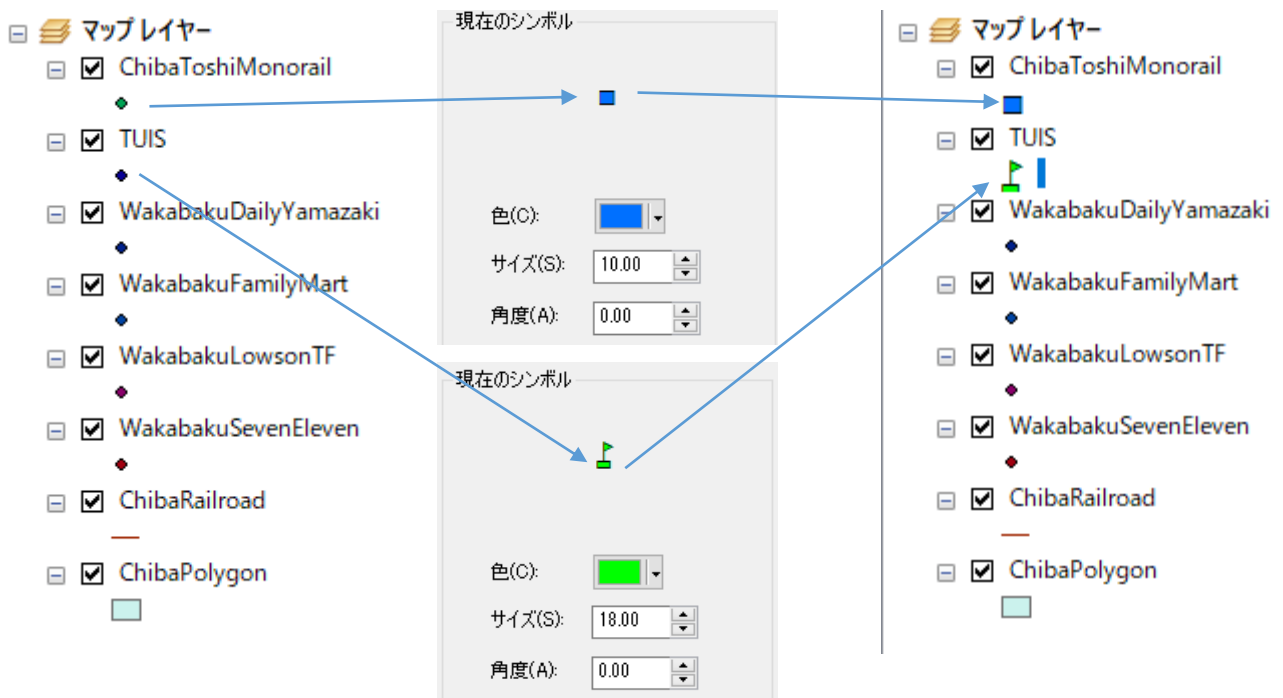 マップ レイヤー
ChibaToshiMonorail
TUIS
WakabakuDailyYamazaki
WakabakuFamilyMart
WakabakuLowsonTF
WakabakuSevenEleven
ChibaRailroad
ChibaPolygon
現在のシンボル
色(C):
サイズ(S): 10.00
角度(A): 0.00
現在のシンボル
色(C):
サイズ(S): 18.00
角度(A): 0.00
マップ レイヤー
ChibaToshiMonorail
TUIS
WakabakuDailyYamazaki
WakabakuFamilyMart
WakabakuLowsonTF
WakabakuSevenEleven
ChibaRailroad
ChibaPolygon